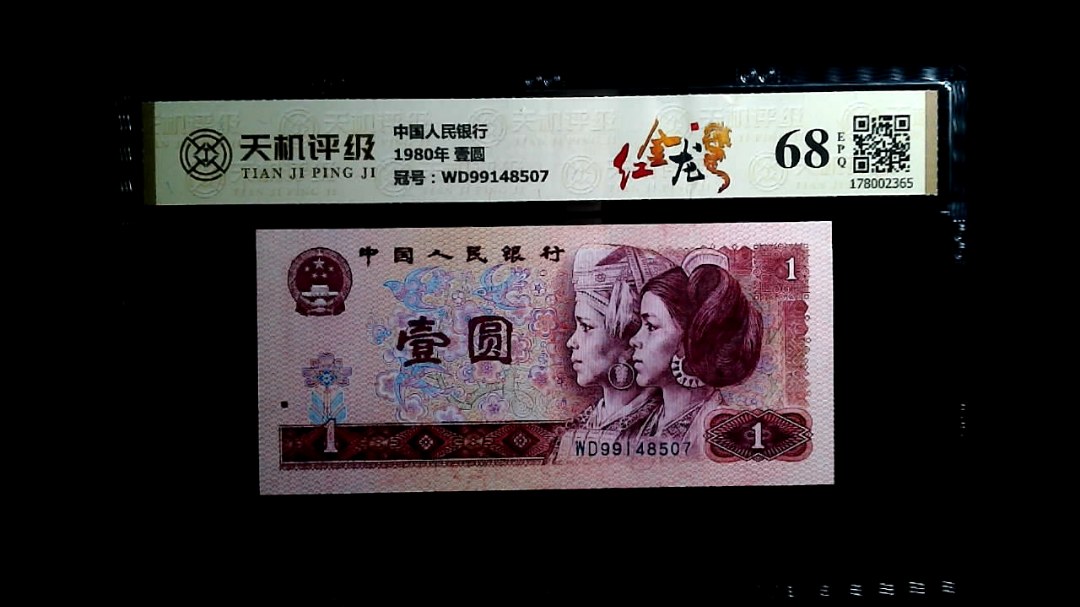 天机评级
TIAN JI PING JI
中国人民银行
1980年 壹圆
冠号：WD99148507
红金龙
68
EPQ
178002365
中国人民银行
1
壹圆
1
WD99148507
1